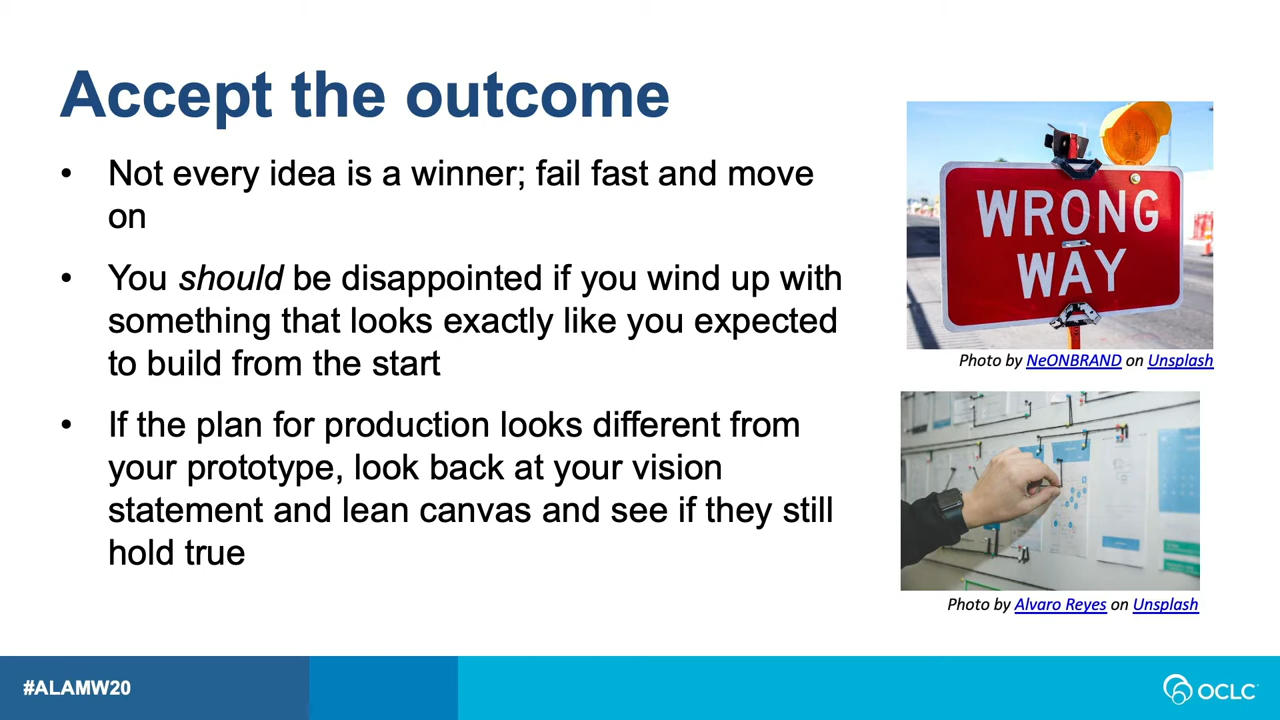 Accept the outcome
• Not every idea is a winner; fail fast and move
on
• You should be disappointed if you wind up with
something that looks exactly like you expected
to build from the start
• If the plan for production looks different from
your prototype, look back at your vision
statement and lean canvas and see if they still
hold true
WRONG
WAY
Photo by NeONBRAND on Unsplash
Photo by Alvaro Reyes on Unsplash
#ALAMW20
OCLC